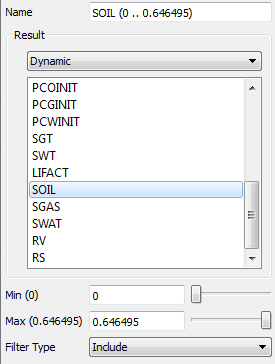 Name SOIL (0 .. 0.646495)
Result
Dynamic
PCOINIT
PCGINIT
PCWINIT
SGT
SWT
LIFACT
SOIL
SGAS
SWAT
RV
RS
Min (0) 0
Max (0.646495) 0.646495
Filter Type Include